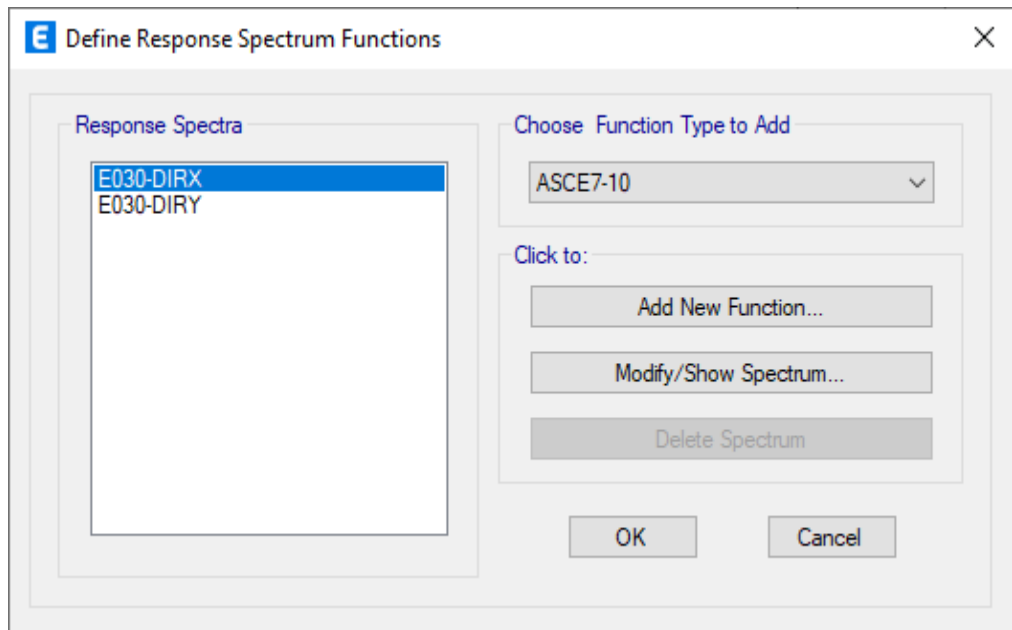 E Define Response Spectrum Functions
Response Spectra
E030-DIRX
E030-DIRY
Choose Function Type to Add
ASCE7-10
Click to:
Add New Function...
Modify/Show Spectrum...
Delete Spectrum
OK
Cancel